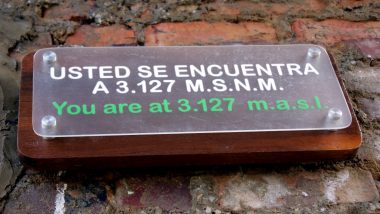 USTED SE ENCUENTRA
A 3.127 M.S.N.M.
You are at 3.127 m.a.s.l.